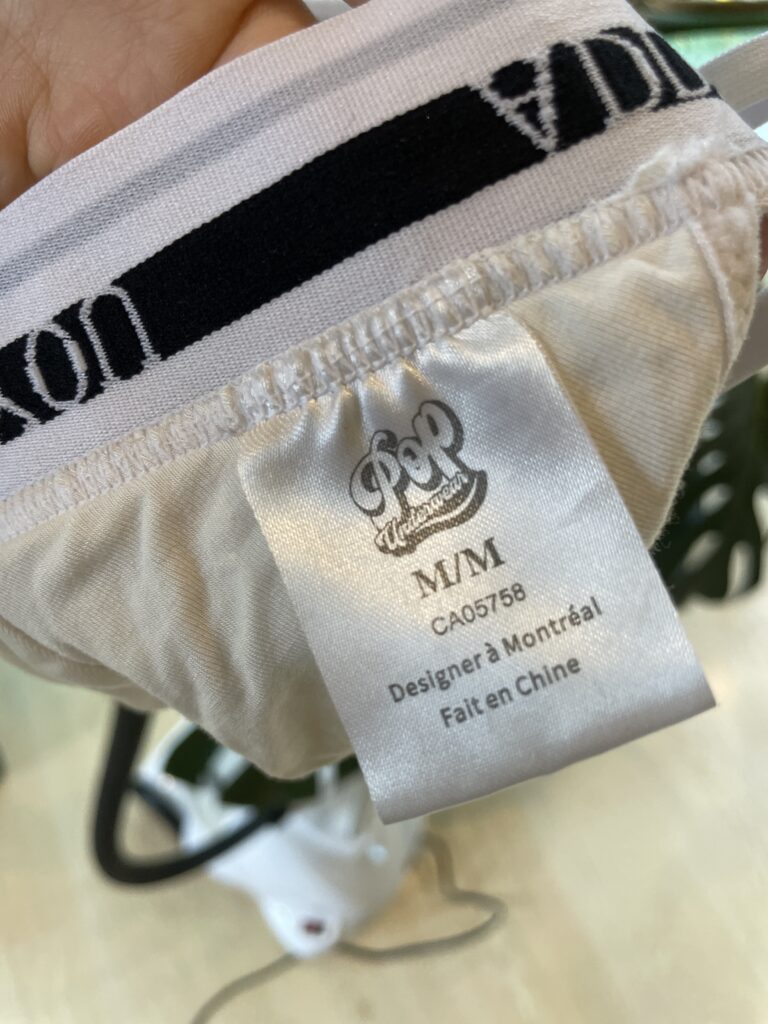 POP
Underwear
M/M
CA05758
Designer à Montréal
Fait en Chine